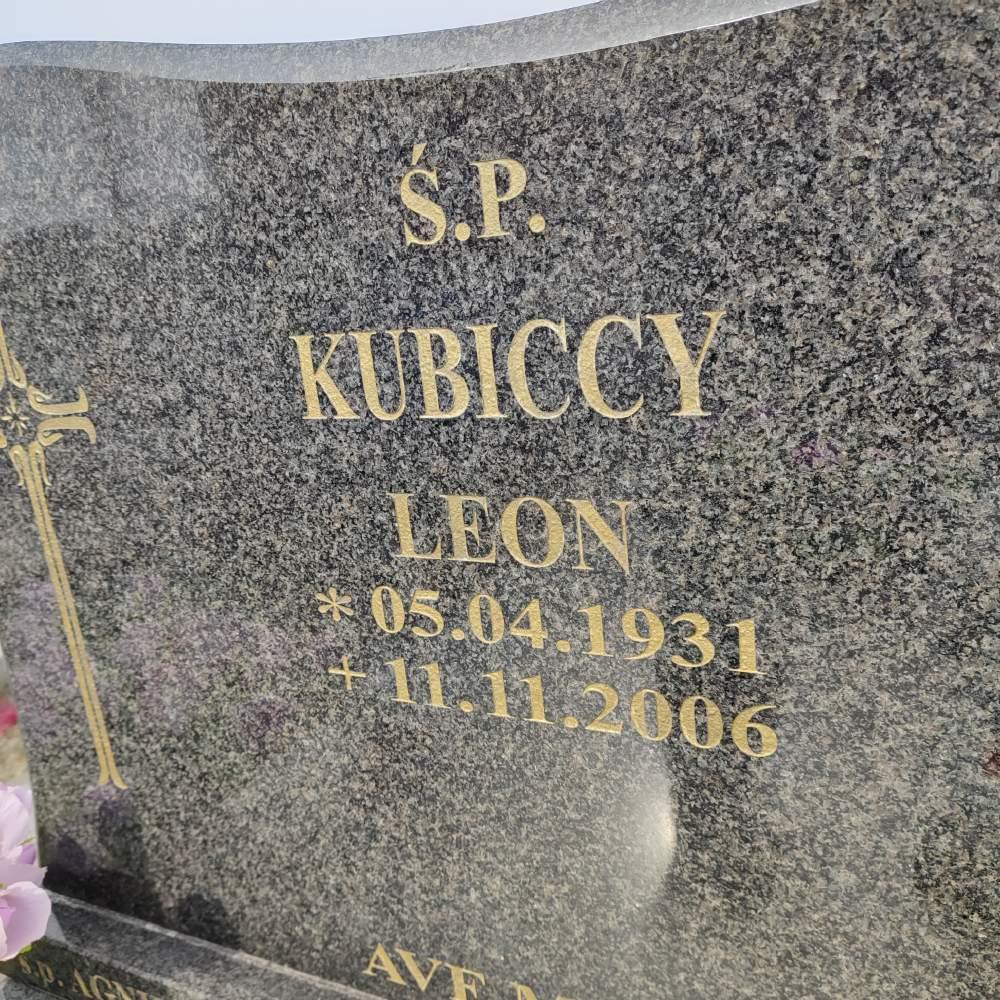 Ś.P.
KUBICCY
LEON
* 05.04.1931
+ 11.11.2006
AVE
Ś.P.